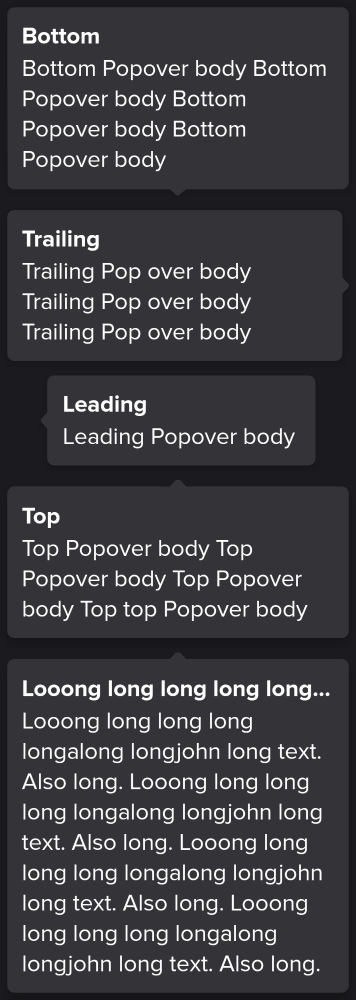 Bottom
Bottom Popover body Bottom
Popover body Bottom
Popover body Bottom
Popover body
Trailing
Trailing Pop over body
Trailing Pop over body
Trailing Pop over body
Leading
Leading Popover body
Top
Top Popover body Top
Popover body Top Popover
body Top top Popover body
Looong long long long long...
Looong long long long
longalong longjohn long text.
Also long. Looong long long
long longalong longjohn long
text. Also long. Looong long
long long longalong longjohn
long text. Also long. Looong
long long long longalong
longjohn long text. Also long.